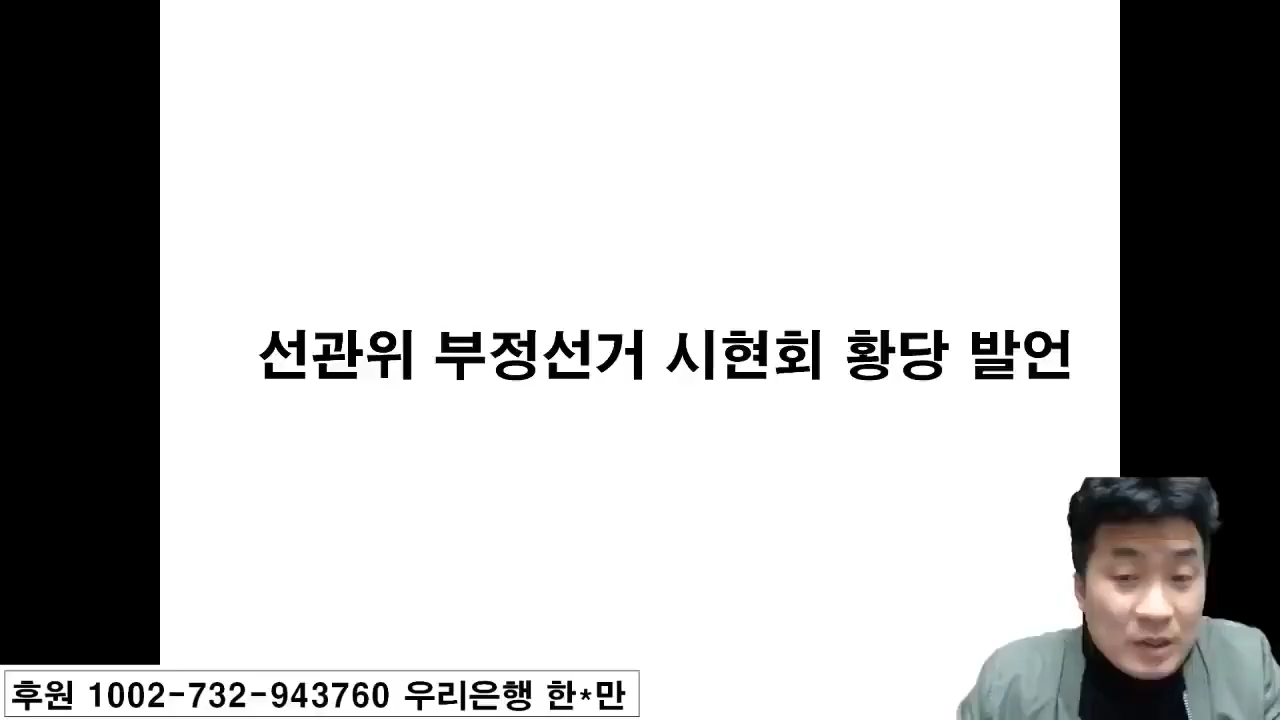 선관위 부정선거 시현회 황당 발언
후원 1002-732-943760 우리은행 한*만